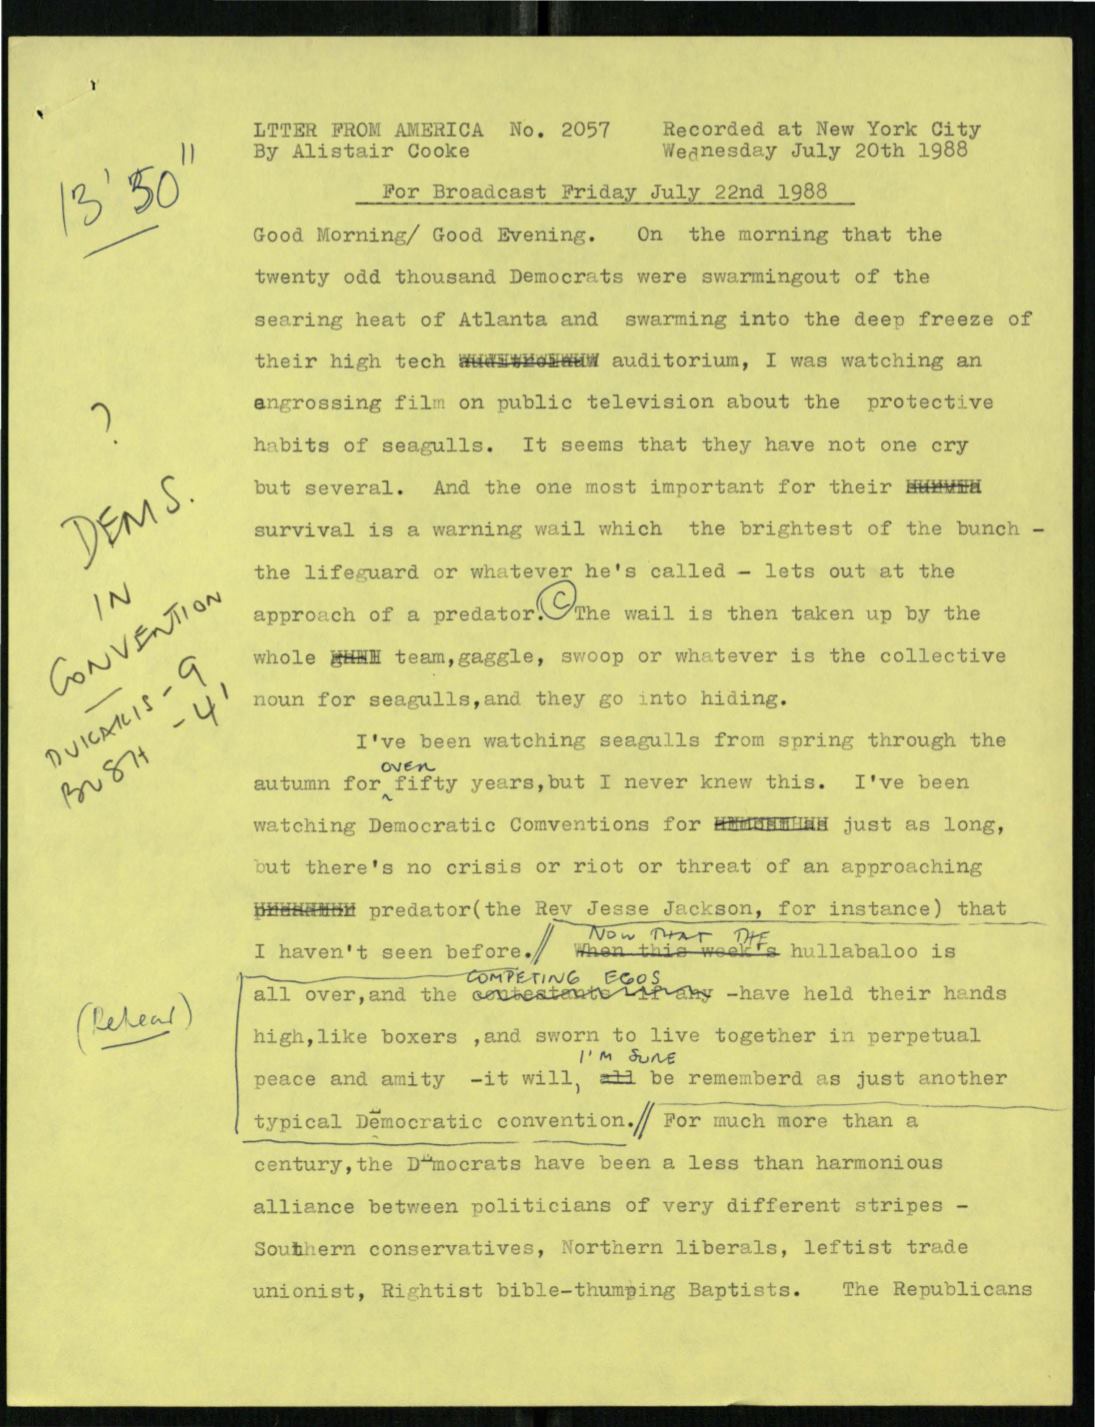 LTTER FROM AMERICA No. 2057 Recorded at New York City
By Alistair Cooke Wednesday July 20th 1988
13' 50"
For Broadcast Friday July 22nd 1988
Good Morning/ Good Evening. On the morning that the
twenty odd thousand Democrats were swarmingout of the
searing heat of Atlanta and swarming into the deep freeze of
their high tech auditorium, I was watching an
engrossing film on public television about the protective
habits of seagulls. It seems that they have not one cry
but several. And the one most important for their
survival is a warning wail which the brightest of the bunch -
the lifeguard or whatever he's called - lets out at the
approach of a predator. C The wail is then taken up by the
whole team,gaggle, swoop or whatever is the collective
noun for seagulls,and they go into hiding.
?
DEMS.
IN
CONVENTION
DUKAKIS - 9
BUSH - 4'
I've been watching seagulls from spring through the
OVER
autumn for fifty years,but I never knew this. I've been
watching Democratic Comventions for just as long,
but there's no crisis or riot or threat of an approaching
predator(the Rev Jesse Jackson, for instance) that
NOW THAT THE
I haven't seen before.// When this week's hullabaloo is
COMPETING EGOS
all over,and the contestants if any -have held their hands
(Rehear)
high,like boxers ,and sworn to live together in perpetual
I'M SURE
peace and amity -it will, all be rememberd as just another
typical Democratic convention.// For much more than a
century,the Democrats have been a less than harmonious
alliance between politicians of very different stripes -
Southern conservatives, Northern liberals, leftist trade
unionist, Rightist bible-thumping Baptists. The Republicans